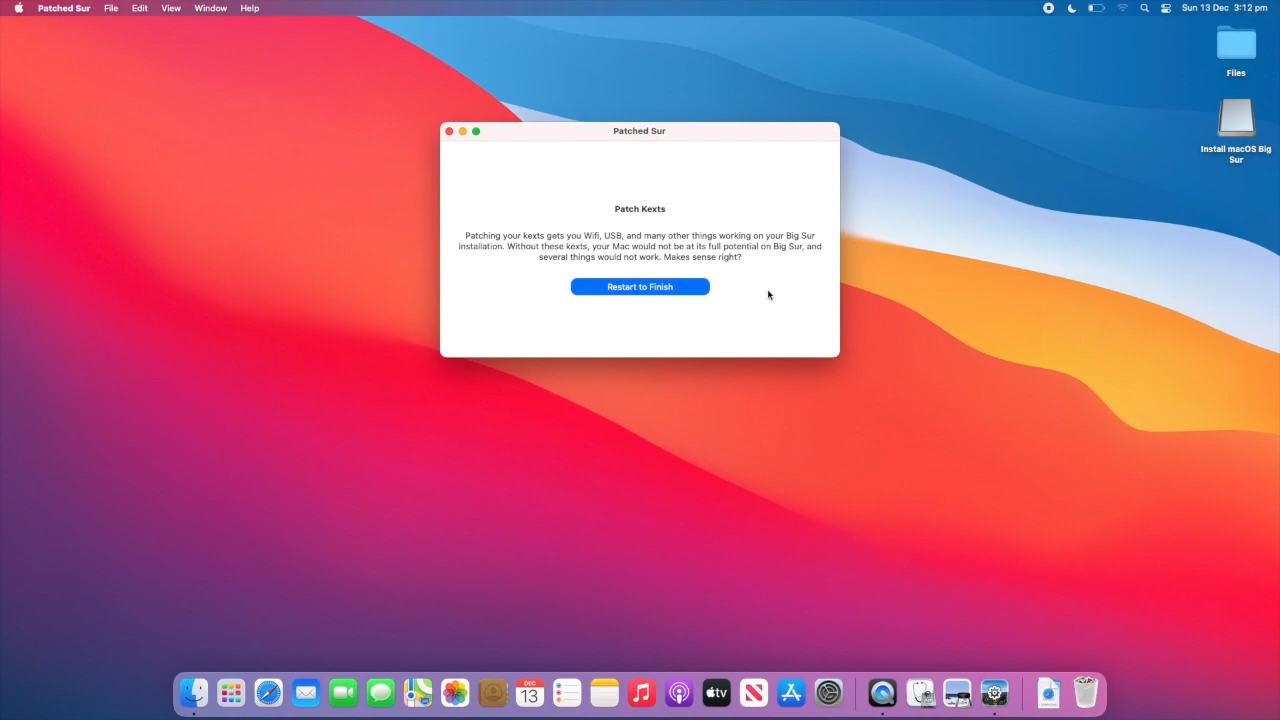 Patched Sur File Edit View Window Help Sun 13 Dec 3:12 pm
Files
Install macOS Big
Sur
Patched Sur
Patch Kexts
Patching your kexts gets you Wifi, USB, and many other things working on your Big Sur
installation. Without these kexts, your Mac would not be at its full potential on Big Sur, and
several things would not work. Makes sense right?
Restart to Finish
DEC
13
tv